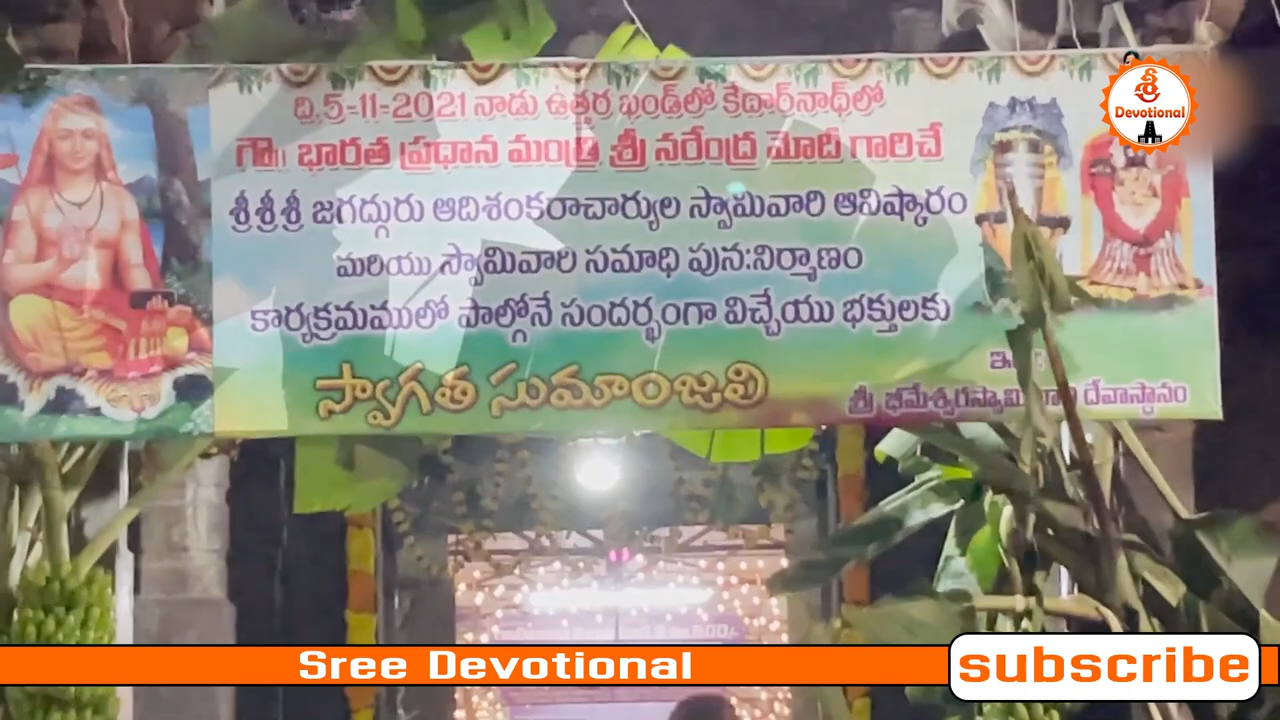 ది.5-11-2021 నాడు ఉత్తర ఖండ్‌లో కేదార్‌నాథ్‌లో
గౌ॥ భారత ప్రధాన మంత్రి శ్రీ నరేంద్ర మోదీ గారిచే
శ్రీశ్రీశ్రీ జగద్గురు ఆదిశంకరాచార్యుల స్వామివారి ఆవిష్కారం
మరియు స్వామివారి సమాధి పున:నిర్మాణం
కార్యక్రమములో పాల్గోనే సందర్భంగా విచ్చేయు భక్తులకు
స్వాగత సుమాంజలి
శ్రీ భీమేశ్వరస్వామి వారి దేవాస్థానం
శ్రీ
Devotional
Sree Devotional
subscribe